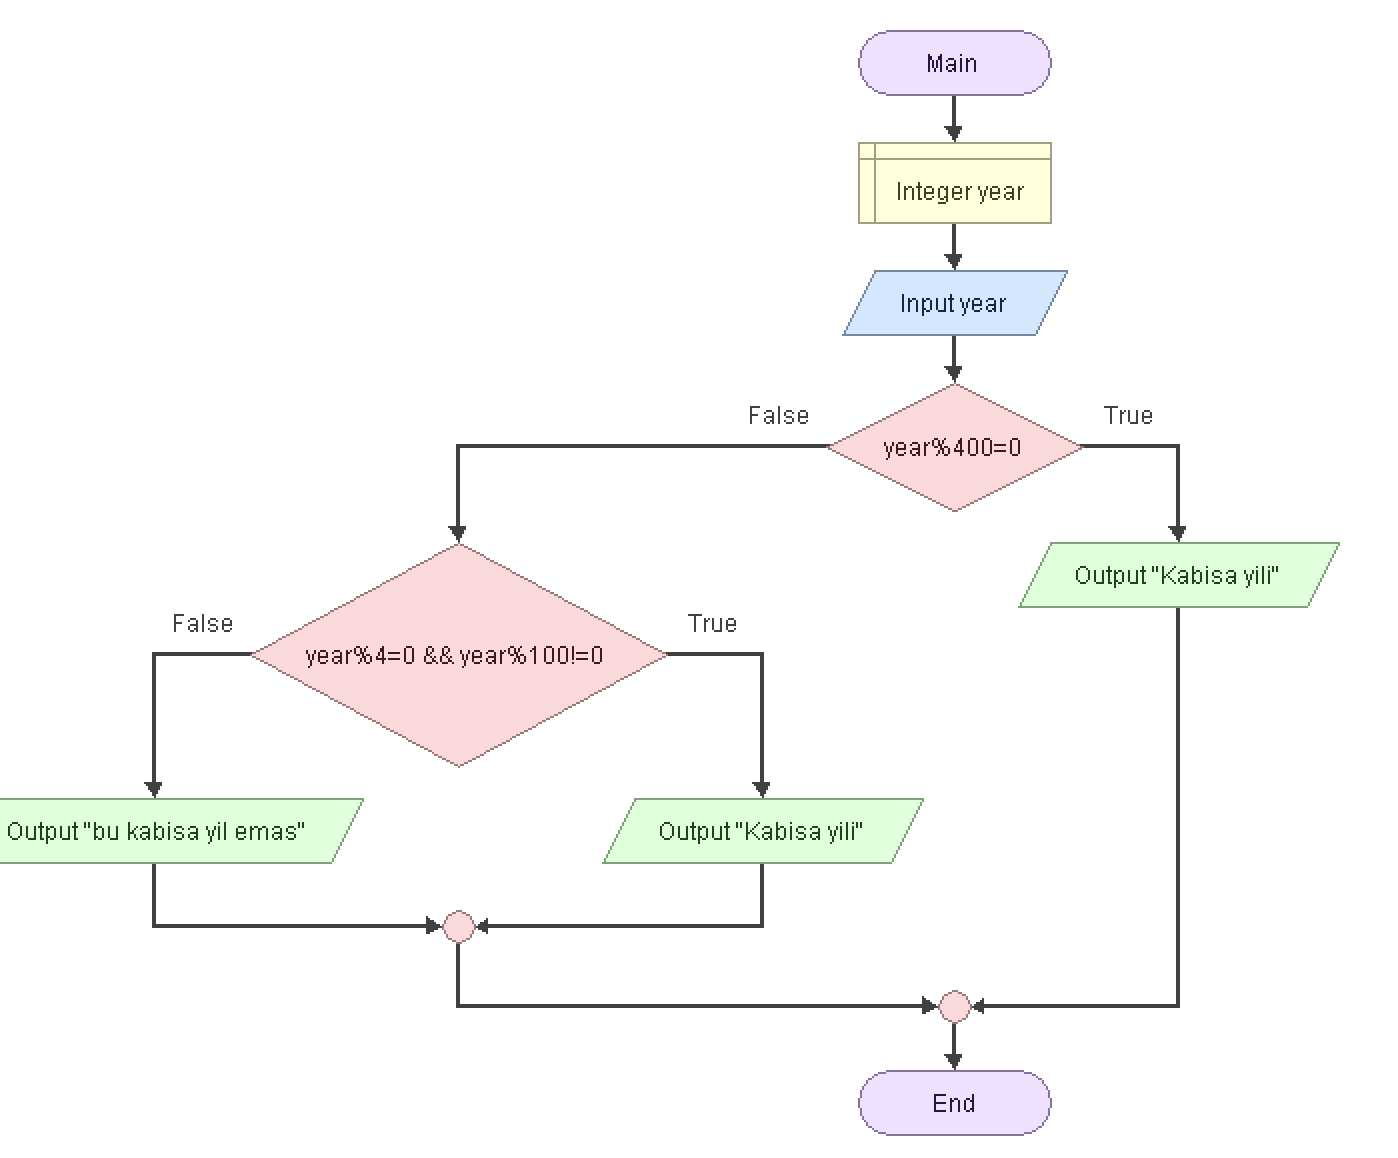 Main
Integer year
Input year
False
True
year%400=0
Output "Kabisa yili"
False
True
year%4=0 && year%100!=0
Output "bu kabisa yil emas"
Output "Kabisa yili"
End